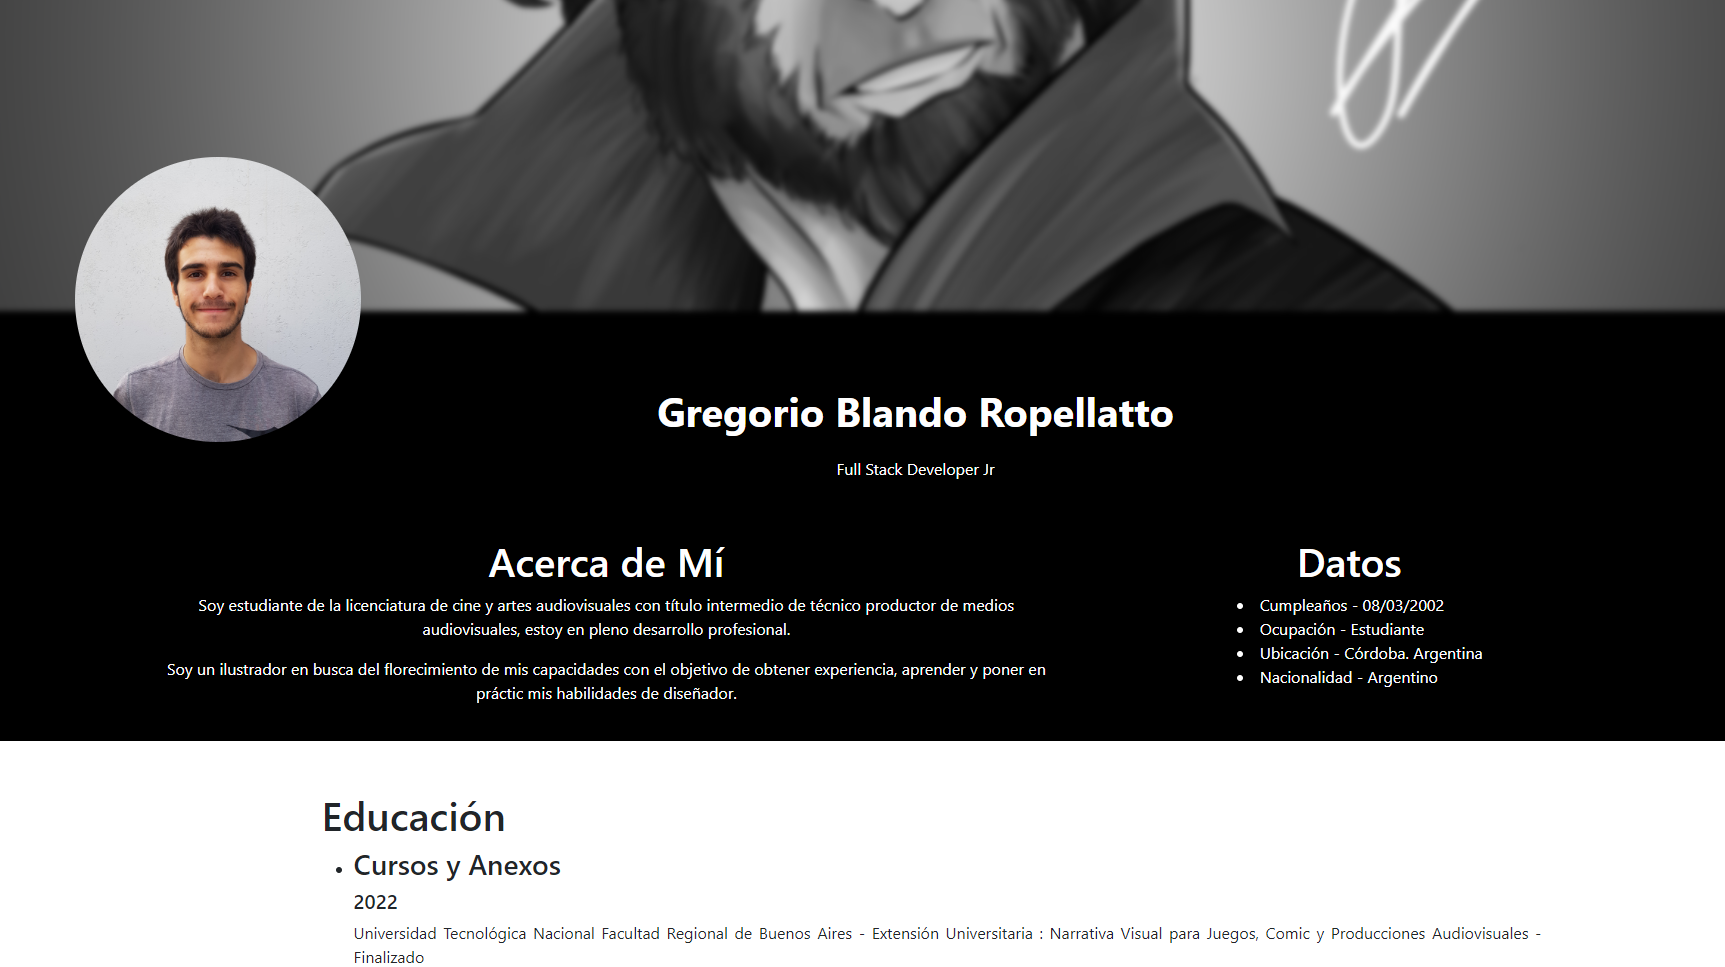 Gregorio Blando Ropellatto
Full Stack Developer Jr
Acerca de Mí
Soy estudiante de la licenciatura de cine y artes audiovisuales con título intermedio de técnico productor de medios
audiovisuales, estoy en pleno desarrollo profesional.
Soy un ilustrador en busca del florecimiento de mis capacidades con el objetivo de obtener experiencia, aprender y poner en
práctic mis habilidades de diseñador.
Datos
• Cumpleaños - 08/03/2002
• Ocupación - Estudiante
• Ubicación - Córdoba. Argentina
• Nacionalidad - Argentino
Educación
• Cursos y Anexos
2022
Universidad Tecnológica Nacional Facultad Regional de Buenos Aires - Extensión Universitaria : Narrativa Visual para Juegos, Comic y Producciones Audiovisuales -
Finalizado